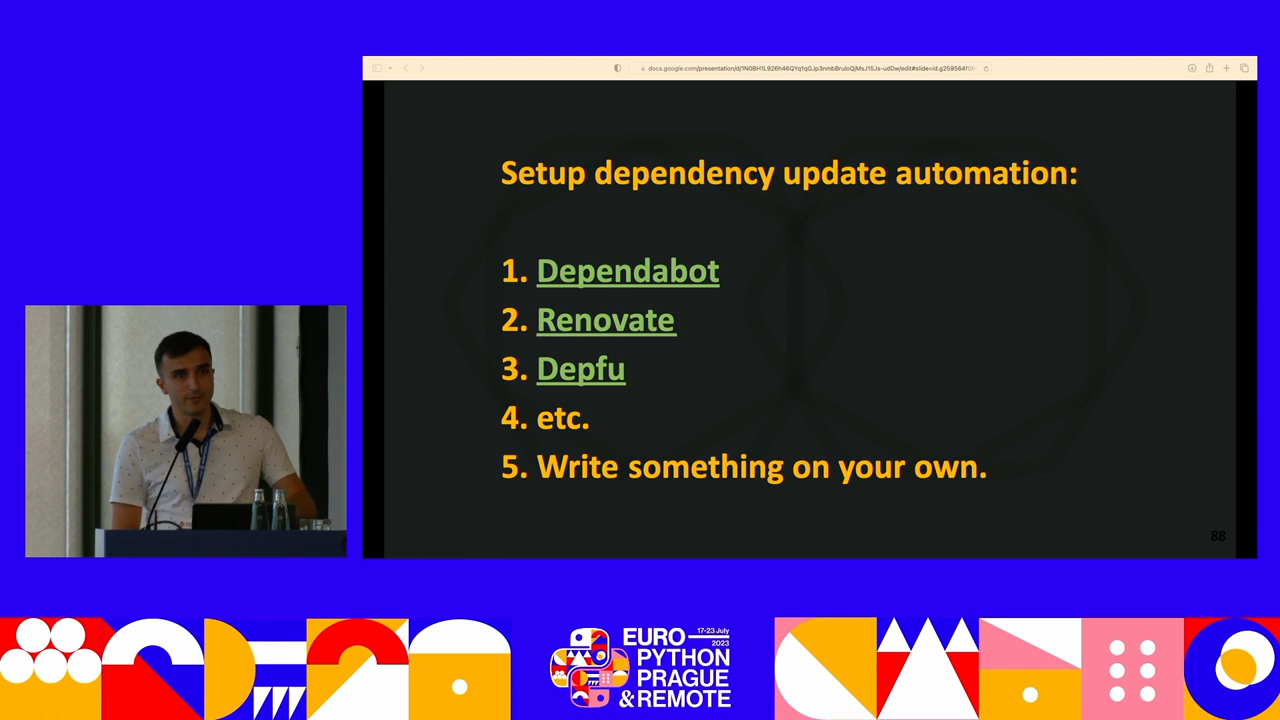 Setup dependency update automation:
1. Dependabot
2. Renovate
3. Depfu
4. etc.
5. Write something on your own.
88
17-23 July
2023
EURO
PYTHON
PRAGUE
& REMOTE